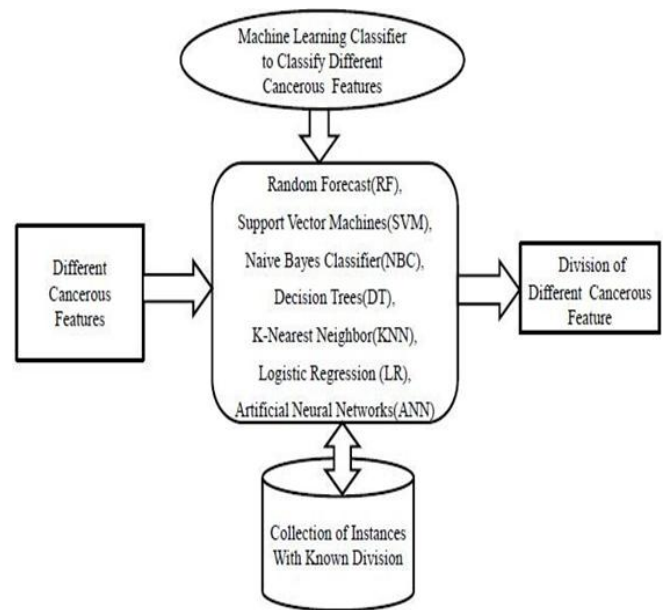 Machine Learning Classifier
to Classify Different
Cancerous Features
Different
Cancerous
Features
Random Forecast(RF),
Support Vector Machines(SVM),
Naive Bayes Classifier(NBC),
Decision Trees(DT),
K-Nearest Neighbor(KNN),
Logistic Regression (LR),
Artificial Neural Networks(ANN)
Division of
Different Cancerous
Feature
Collection of Instances
With Known Division